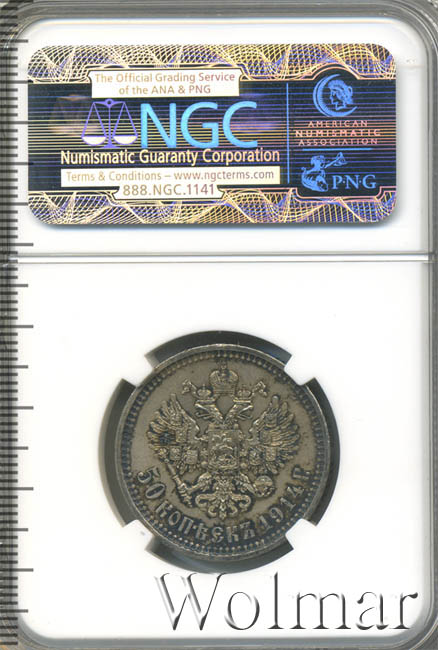 The Official Grading Service
of the ANA & PNG
NGC
Numismatic Guaranty Corporation
Terms & Conditions – www.ngcterms.com
888.NGC.1141
AMERICAN
NUMISMATIC
ASSOCIATION
PNG
50 КОПѢЕКЪ 1914 Г.
Wolmar